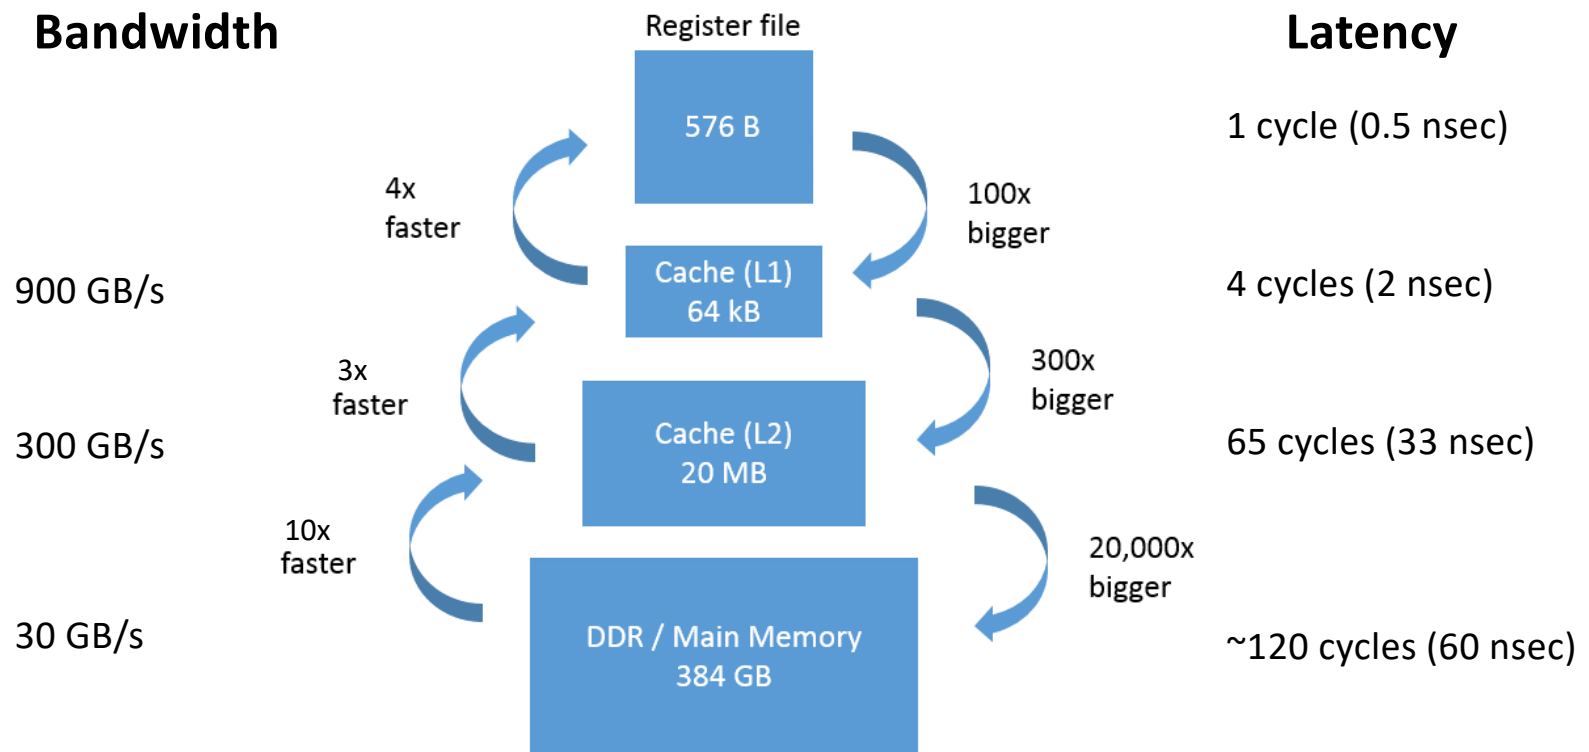 Bandwidth
Register file
Latency
576 B
1 cycle (0.5 nsec)
4x
faster
100x
bigger
900 GB/s
Cache (L1)
64 kB
4 cycles (2 nsec)
3x
faster
300x
bigger
300 GB/s
Cache (L2)
20 MB
65 cycles (33 nsec)
10x
faster
20,000x
bigger
30 GB/s
DDR / Main Memory
384 GB
~120 cycles (60 nsec)